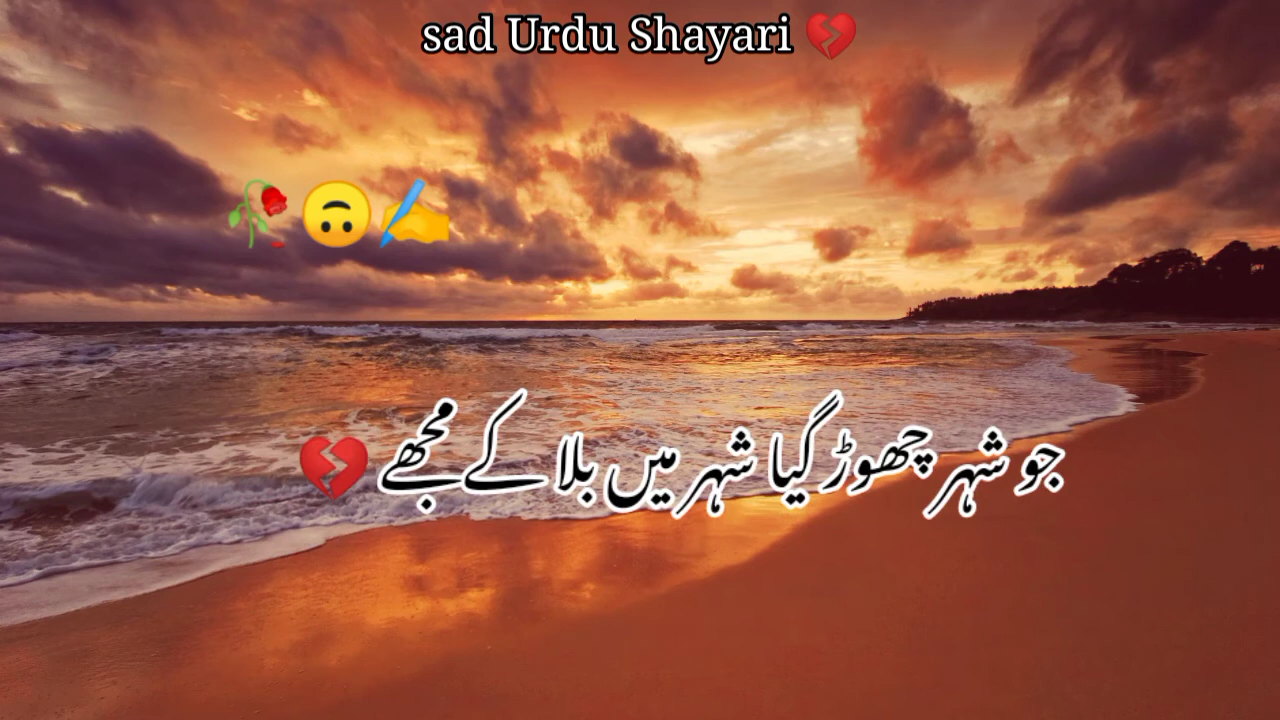 sad Urdu Shayari 💔
🥀🙃✍️
جو شہر چھوڑ گیا شہر میں بلا کے مجھے 💔